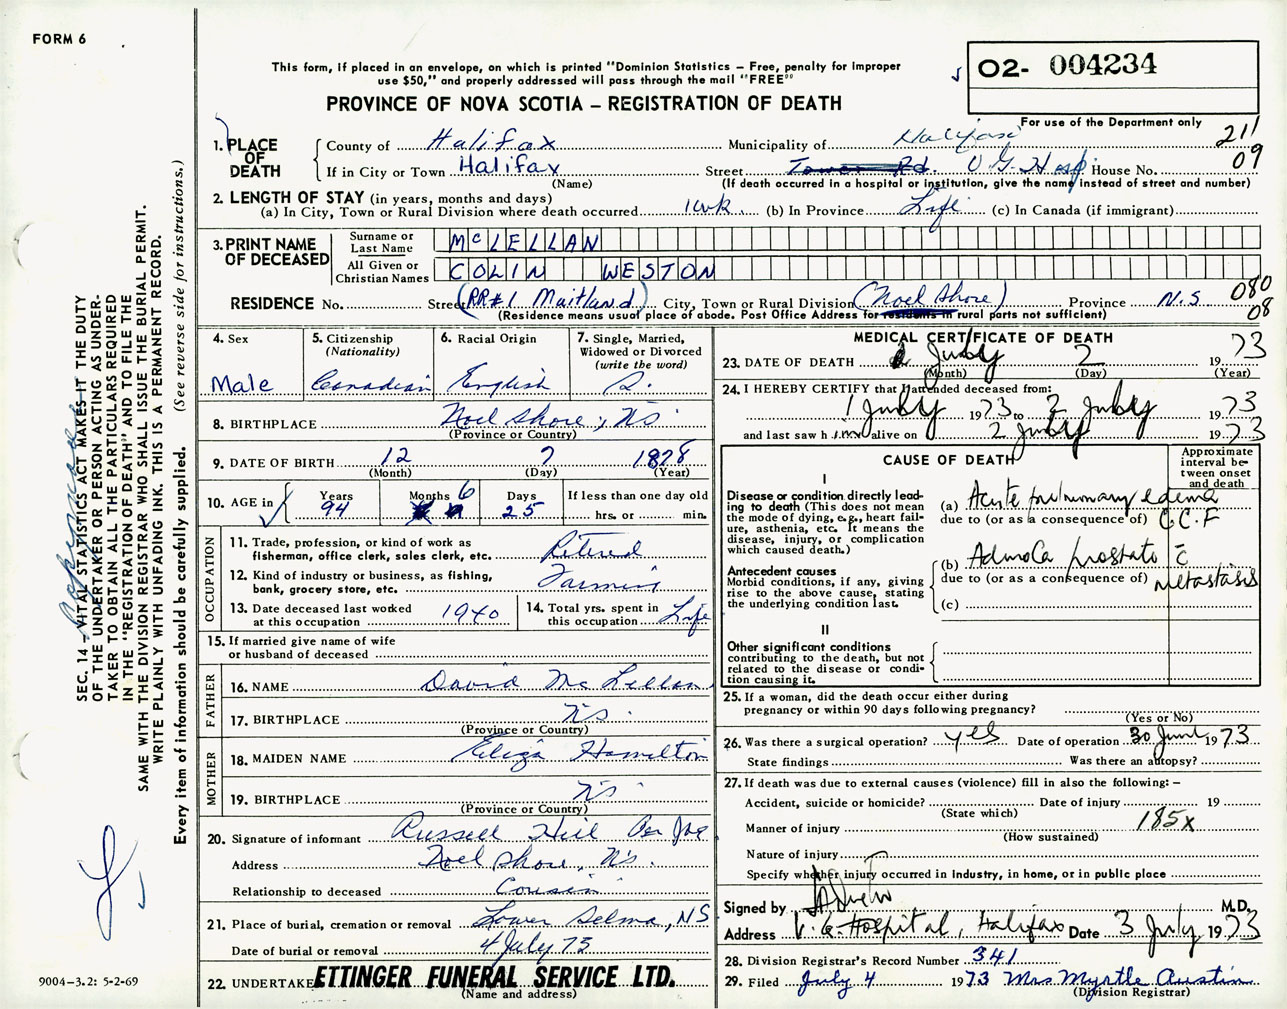 FORM 6
This form, if placed in an envelope, on which is printed "Dominion Statistics – Free, penalty for improper
use $50," and properly addressed will pass through the mail "FREE"
O2- 004234
PROVINCE OF NOVA SCOTIA – REGISTRATION OF DEATH
For use of the Department only
211
09
1. PLACE OF DEATH
County of Halifax Municipality of Halifax
If in City or Town Halifax Street Tower Rd. V. G. Hosp House No.
(Name) (If death occurred in a hospital or institution, give the name instead of street and number)
2. LENGTH OF STAY (in years, months and days)
(a) In City, Town or Rural Division where death occurred 1 wk. (b) In Province Life (c) In Canada (if immigrant)
3. PRINT NAME OF DECEASED
Surname or Last Name McLELLAN
All Given or Christian Names COLIN WESTON
RESIDENCE No. Street (RR#1 Maitland) City, Town or Rural Division (Noel Shore) Province N.S
080
08
(Residence means usual place of abode. Post Office Address for residents in rural parts not sufficient)
4. Sex
Male
5. Citizenship
(Nationality)
Canadian
6. Racial Origin
English
7. Single, Married,
Widowed or Divorced
(write the word)
S.
8. BIRTHPLACE Noel Shore, NS
(Province or Country)
9. DATE OF BIRTH 12 7 1878
(Month) (Day) (Year)
10. AGE in
Years Months Days If less than one day old
94 6 25 hrs. or min.
OCCUPATION
11. Trade, profession, or kind of work as
fisherman, office clerk, sales clerk, etc. Retired
12. Kind of industry or business, as fishing,
bank, grocery store, etc. Farming
13. Date deceased last worked
at this occupation 1940
14. Total yrs. spent in
this occupation Life
15. If married give name of wife
or husband of deceased
FATHER
16. NAME David McLellan
17. BIRTHPLACE NS.
(Province or Country)
MOTHER
18. MAIDEN NAME Eliza Hamilton
19. BIRTHPLACE NS.
(Province or Country)
20. Signature of informant Russell Hill Per
Address Noel Shore, NS.
Relationship to deceased Cousin
21. Place of burial, cremation or removal Lower Selma, NS
Date of burial or removal 4 July 73
22. UNDERTAKE ETTINGER FUNERAL SERVICE LTD.
(Name and address)
MEDICAL CERTIFICATE OF DEATH
23. DATE OF DEATH July 2 19 73
(Month) (Day) (Year)
24. I HEREBY CERTIFY that I attended deceased from:
1 July 19 73 to 2 July 19 73
and last saw h im alive on 2 July 19 73
CAUSE OF DEATH
Approximate
interval be-
tween onset
and death
I
Disease or condition directly lead-
ing to death (This does not mean
the mode of dying, e.g., heart fail-
ure, asthenia, etc. It means the
disease, injury, or complication
which caused death.)
(a) Acute pulmonary edema
due to (or as a consequence of) C.C.F
Antecedent causes
Morbid conditions, if any, giving
rise to the above cause, stating
the underlying condition last.
(b) AdenoCa prostate c̄
due to (or as a consequence of) metastasis
(c)
II
Other significant conditions
contributing to the death, but not
related to the disease or condi-
tion causing it.
25. If a woman, did the death occur either during
pregnancy or within 90 days following pregnancy?
(Yes or No)
26. Was there a surgical operation? yes Date of operation 30 June 19 73
State findings Was there an autopsy?
27. If death was due to external causes (violence) fill in also the following: –
Accident, suicide or homicide? Date of injury 19
(State which)
Manner of injury 185x
(How sustained)
Nature of injury
Specify whether injury occurred in industry, in home, or in public place
Signed by M.D.
Address V. G Hospital, Halifax Date 3 July 19 73
28. Division Registrar's Record Number 341
29. Filed July 4 19 73 Mrs Myrtle Austin
(Division Registrar)
SEC. 14 VITAL STATISTICS ACT MAKES IT THE DUTY
OF THE UNDERTAKER OR PERSON ACTING AS UNDER-
TAKER TO OBTAIN ALL THE PARTICULARS REQUIRED
IN THE "REGISTRATION OF DEATH" AND TO FILE THE
SAME WITH THE DIVISION REGISTRAR WHO SHALL ISSUE THE BURIAL PERMIT.
WRITE PLAINLY WITH UNFADING INK. THIS IS A PERMANENT RECORD.
Every item of information should be carefully supplied. (See reverse side for instructions.)
9004-3.2: 5-2-69